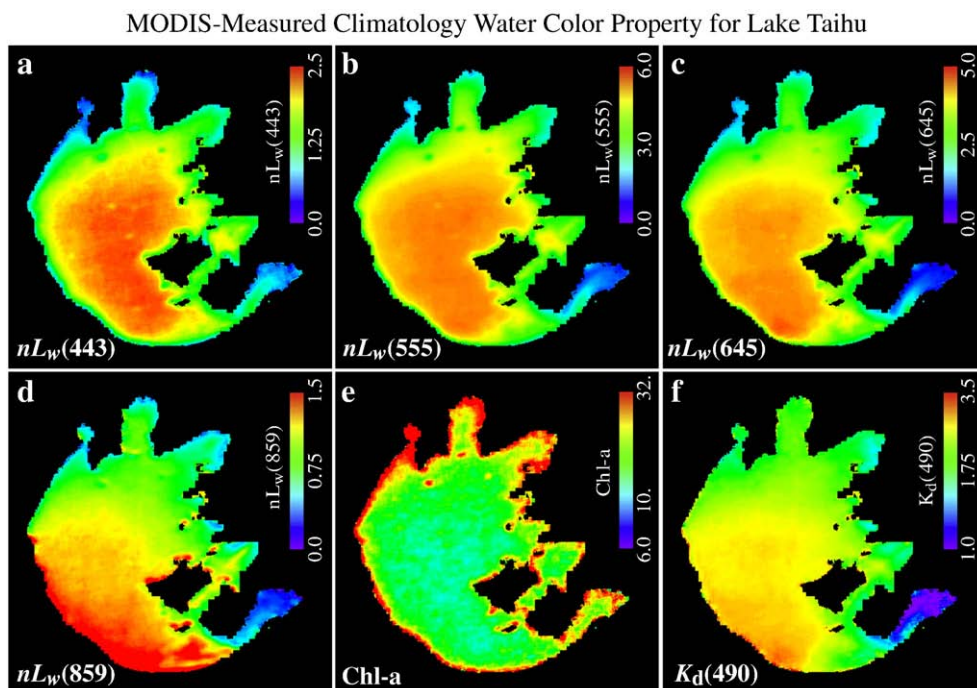 MODIS-Measured Climatology Water Color Property for Lake Taihu
a
2.5
1.25
0.0
nLw(443)
nLw(443)
b
6.0
3.0
0.0
nLw(555)
nLw(555)
c
5.0
2.5
0.0
nLw(645)
nLw(645)
d
1.5
0.75
0.0
nLw(859)
nLw(859)
e
32.
10.
6.0
Chl-a
Chl-a
f
3.5
1.75
1.0
Kd(490)
Kd(490)